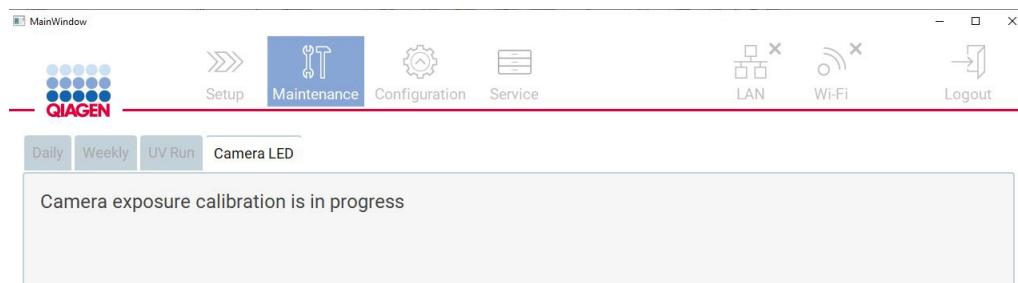 MainWindow
QIAGEN
Setup
Maintenance
Configuration
Service
LAN
Wi-Fi
Logout
Daily
Weekly
UV Run
Camera LED
Camera exposure calibration is in progress